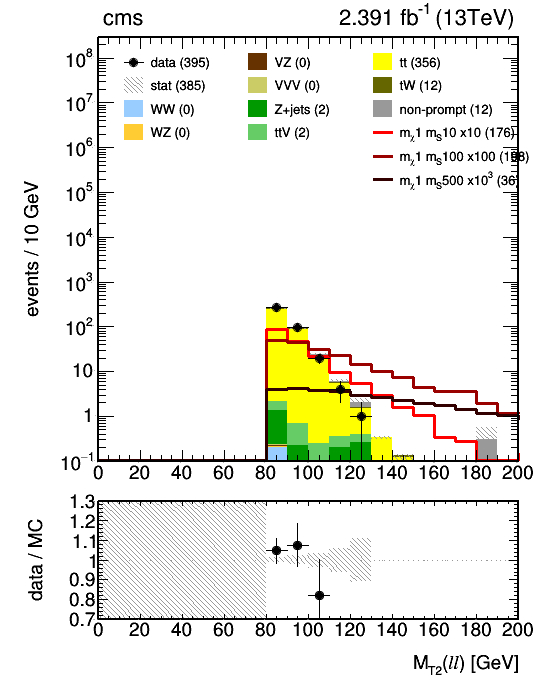 cms 2.391 fb⁻¹ (13TeV)
events / 10 GeV
10⁸
10⁷
10⁶
10⁵
10⁴
10³
10²
10
1
10⁻¹
data (395) VZ (0) tt (356)
stat (385) VVV (0) tW (12)
WW (0) Z+jets (2) non-prompt (12)
WZ (0) ttV (2) mχ1 mS10 x10 (176)
mχ1 mS100 x100 (198)
mχ1 mS500 x10³ (36)
0 20 40 60 80 100 120 140 160 180 200
data / MC
1.3
1.2
1.1
1
0.9
0.8
0.7
0 20 40 60 80 100 120 140 160 180 200
MT2(ll) [GeV]